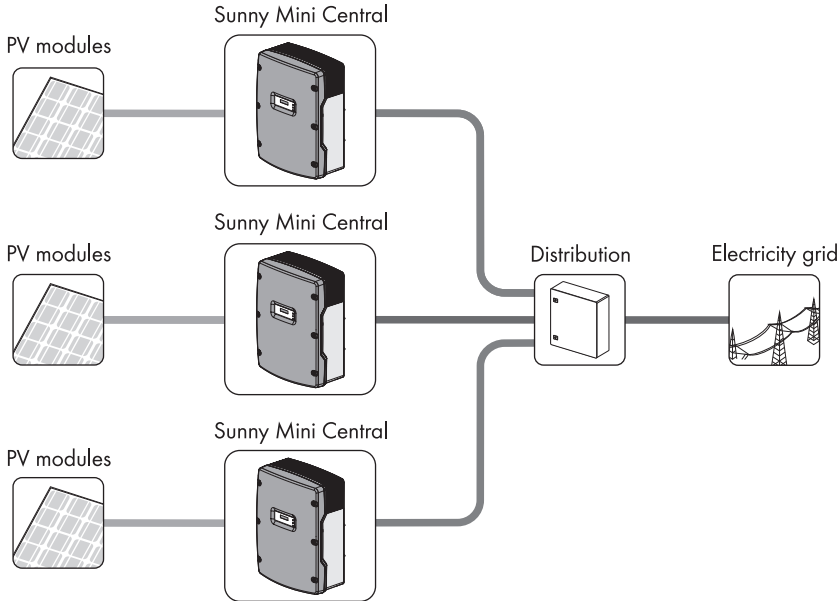 Sunny Mini Central
PV modules
Sunny Mini Central
PV modules
Distribution
Electricity grid
Sunny Mini Central
PV modules